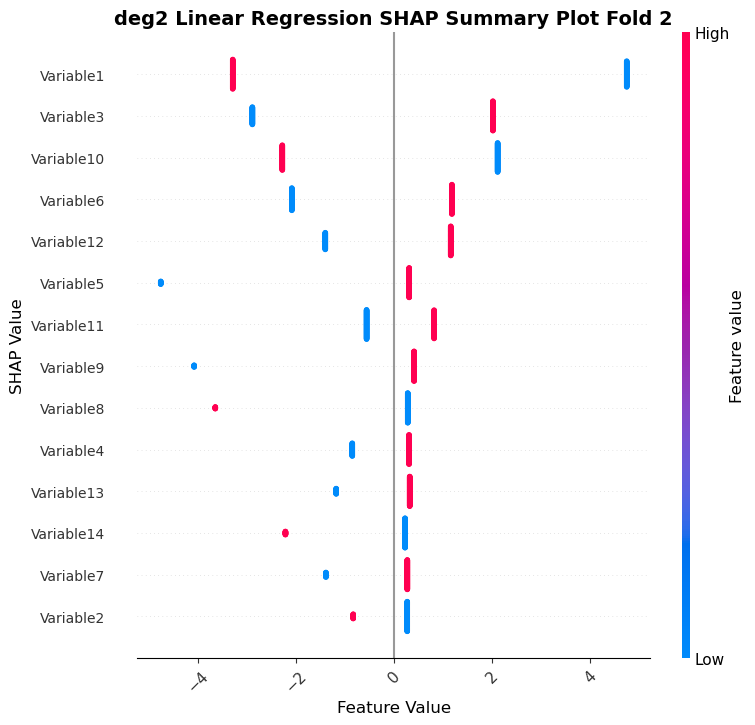 deg2 Linear Regression SHAP Summary Plot Fold 2
High
Variable1
Variable3
Variable10
Variable6
Variable12
Variable5
Variable11
Variable9
Variable8
Variable4
Variable13
Variable14
Variable7
Variable2
SHAP Value
Feature value
Low
−4
−2
0
2
4
Feature Value